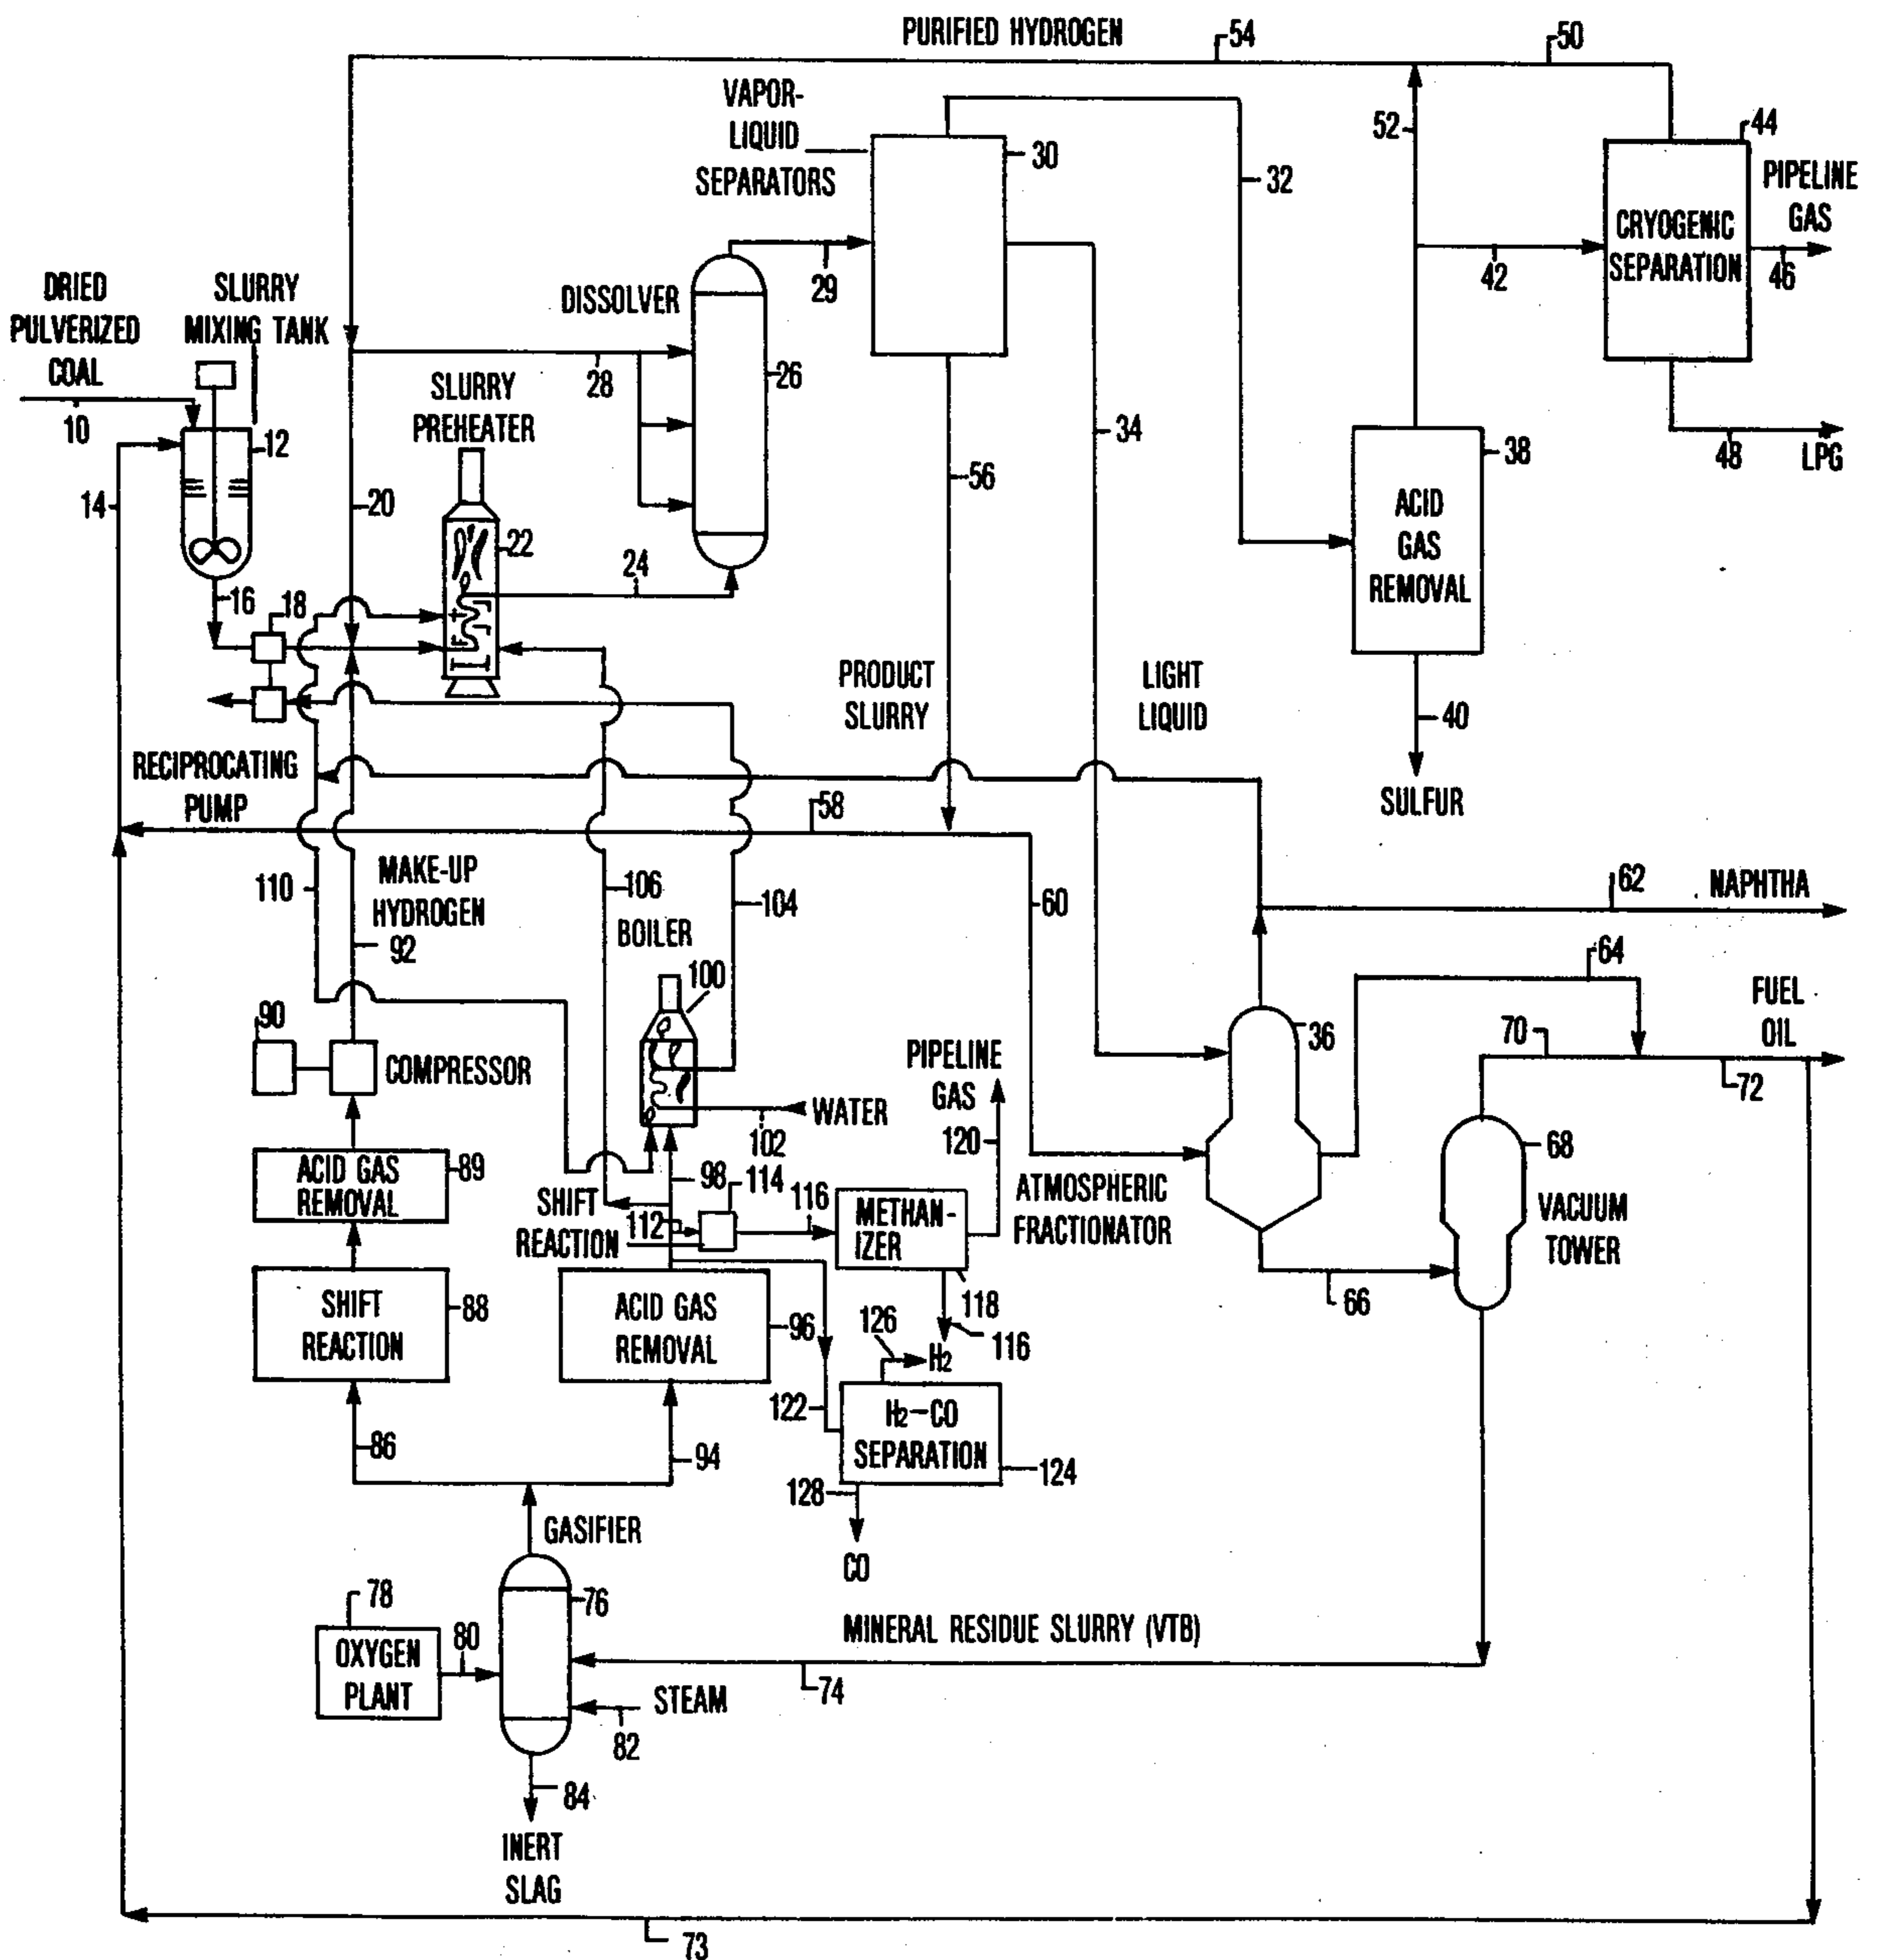 PURIFIED HYDROGEN
54
50
VAPOR-
LIQUID
SEPARATORS
30
32
52
44
PIPELINE
GAS
CRYOGENIC
SEPARATION
42
46
48
LPG
DRIED
PULVERIZED
COAL
10
SLURRY
MIXING TANK
12
14
DISSOLVER
29
28
26
SLURRY
PREHEATER
22
20
24
16
18
34
56
38
ACID
GAS
REMOVAL
40
SULFUR
PRODUCT
SLURRY
LIGHT
LIQUID
RECIPROCATING
PUMP
58
110
MAKE-UP
HYDROGEN
92
106
104
60
62
NAPHTHA
64
FUEL
OIL
BOILER
100
90
COMPRESSOR
WATER
102
PIPELINE
GAS
120
36
70
72
68
VACUUM
TOWER
ACID GAS
REMOVAL
89
98
114
116
SHIFT
REACTION
112
METHAN-
IZER
ATMOSPHERIC
FRACTIONATOR
118
116
66
SHIFT
REACTION
88
ACID GAS
REMOVAL
96
126
H2
122
H2-CO
SEPARATION
124
128
CO
86
94
GASIFIER
78
76
OXYGEN
PLANT
80
MINERAL RESIDUE SLURRY (VTB)
74
STEAM
82
84
INERT
SLAG
73